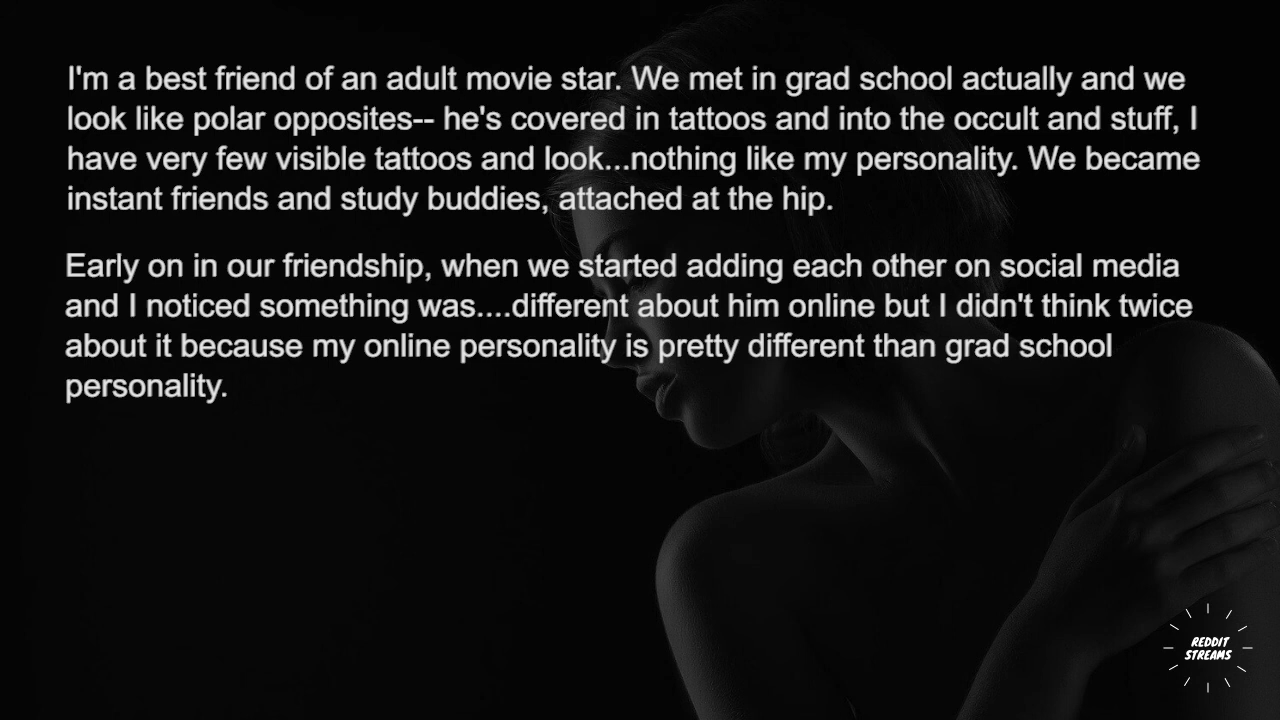 I'm a best friend of an adult movie star. We met in grad school actually and we
look like polar opposites-- he's covered in tattoos and into the occult and stuff, I
have very few visible tattoos and look...nothing like my personality. We became
instant friends and study buddies, attached at the hip.
Early on in our friendship, when we started adding each other on social media
and I noticed something was....different about him online but I didn't think twice
about it because my online personality is pretty different than grad school
personality.
REDDIT
STREAMS